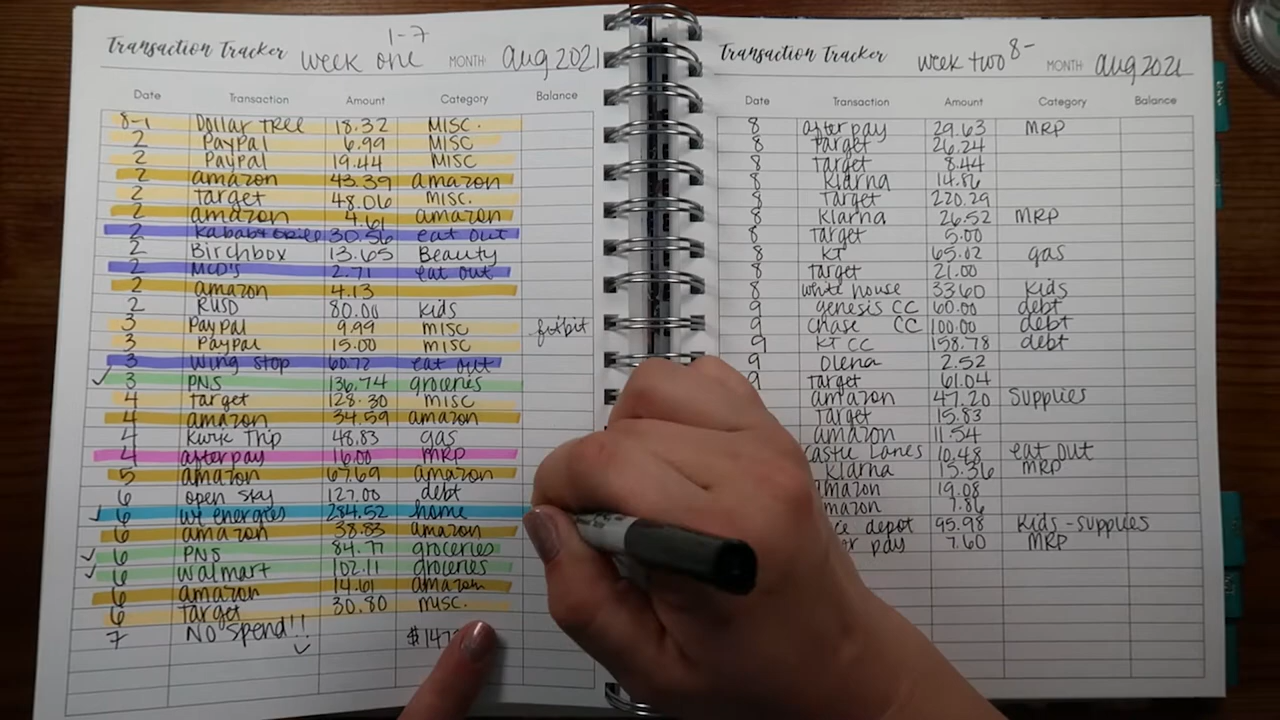 Transaction Tracker week one 1-7 MONTH: aug 2021
Date Transaction Amount Category Balance
8-1 Dollar Tree 18.32 MISC.
2 PayPal 6.99 MISC
2 PayPal 19.44 MISC
2 amazon 43.39 amazon
2 target 48.06 misc.
2 amazon 4.61 amazon
2 30.56 eat out
2 Birchbox 13.65 Beauty
2 MCD's 2.71 eat out
2 amazon 4.13
2 RUSD 80.00 kids
3 PayPal 9.99 misc fitbit
3 PayPal 15.00 misc
3 wing stop 60.72 eat out
3 PNS 136.74 groceries
4 target 128.30 misc
4 amazon 34.59 amazon
4 kwik trip 48.83 gas
4 afterpay 16.00 MRP
5 amazon 67.69 amazon
6 open sky 127.00 debt
6 we energies 284.52 home
6 amazon 38.83 amazon
6 PNS 84.77 groceries
6 walmart 102.11 groceries
6 amazon 14.61 amazon
6 target 30.80 misc.
7 NO Spend!!
Transaction Tracker week two 8- MONTH: aug 2021
Date Transaction Amount Category Balance
8 afterpay 29.63 MRP
8 target 26.24
8 target 8.44
8 klarna 14.86
8 target 220.29
8 klarna 26.52 MRP
8 target 5.00
8 KT 65.02 gas
8 target 21.00
8 white house 33.60 kids
9 genesis CC 60.00 debt
9 chase CC 100.00 debt
9 KT CC 158.78 debt
9 olena 2.52
9 target 61.04
amazon 47.20 supplies
target 15.83
amazon 11.54
castle lanes 10.48 eat out
klarna 15.36 MRP
amazon 19.08
7.86
depot 95.98 kids-supplies
pay 7.60 MRP